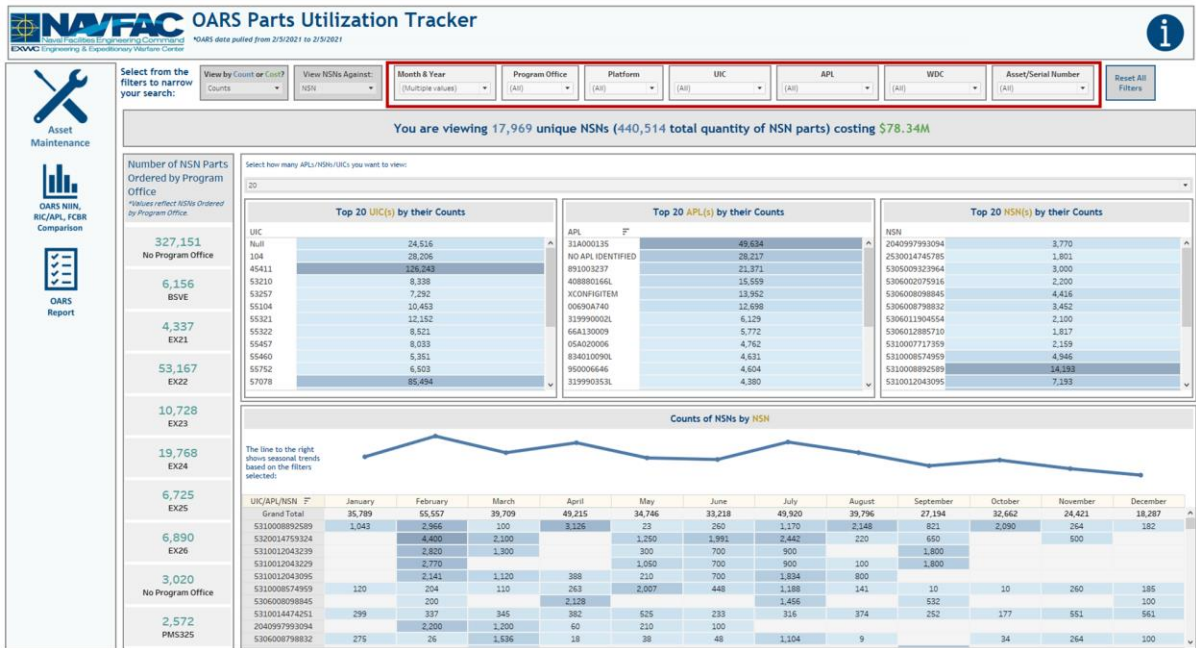 NAVFAC
Naval Facilities Engineering Command
EXWC Engineering & Expeditionary Warfare Center
OARS Parts Utilization Tracker
*OARS data pulled from 2/5/2021 to 2/5/2021
i
Asset
Maintenance
OARS NIIN,
RIC/APL, FCBR
Comparison
OARS
Report
Select from the
filters to narrow
your search:
View by Count or Cost?
Counts
View NSNs Against:
NSN
Month & Year
(Multiple values)
Program Office
(All)
Platform
(All)
UIC
(All)
APL
(All)
WDC
(All)
Asset/Serial Number
(All)
Reset All
Filters
You are viewing 17,969 unique NSNs (440,514 total quantity of NSN parts) costing $78.34M
Number of NSN Parts
Ordered by Program
Office
*Values reflect NSNs Ordered
by Program Office.
327,151
No Program Office
6,156
BSVE
4,337
EX21
53,167
EX22
10,728
EX23
19,768
EX24
6,725
EX25
6,890
EX26
3,020
No Program Office
2,572
PMS325
Select how many APLs/NSNs/UICs you want to view:
20
Top 20 UIC(s) by their Counts
UIC
Null 24,516
104 28,206
45411 126,243
53210 8,338
53257 7,292
55104 10,453
55321 12,152
55322 8,521
55457 8,033
55460 5,351
55752 6,503
57078 85,494
Top 20 APL(s) by their Counts
APL
31A000135 49,634
NO APL IDENTIFIED 28,217
891003237 21,371
408880166L 15,559
XCONFIGITEM 13,952
00690A740 12,698
319990002L 6,129
66A130009 5,772
05A020006 4,762
834010090L 4,631
950006646 4,604
319990353L 4,380
Top 20 NSN(s) by their Counts
NSN
2040997993094 3,770
2530014745785 1,801
5305009323964 3,000
5306002075916 2,200
5306008098845 4,416
5306008798832 3,452
5306011904554 2,100
5306012885710 1,817
5310007717359 2,159
5310008574959 4,946
5310008892589 14,193
5310012043095 7,193
Counts of NSNs by NSN
The line to the right
shows seasonal trends
based on the filters
selected:
UIC/APL/NSN January February March April May June July August September October November December
Grand Total 35,789 55,557 39,709 49,215 34,746 33,218 49,920 39,796 27,194 32,662 24,421 18,287
5310008892589 1,043 2,966 100 3,126 23 260 1,170 2,148 821 2,090 264 182
5320014759324 4,400 2,100 1,250 1,991 2,442 220 650 500
5310012043239 2,820 1,300 300 700 900 1,800
5310012043229 2,770 1,050 700 900 100 1,800
5310012043095 2,141 1,120 388 210 700 1,834 800
5310008574959 120 204 110 263 2,007 448 1,188 141 10 10 260 185
5306008098845 200 2,128 1,456 532 100
5310014474251 299 337 345 382 525 233 316 374 252 177 551 561
2040997993094 2,200 1,200 60 210 100
5306008798832 275 26 1,536 18 38 48 1,104 9 34 264 100